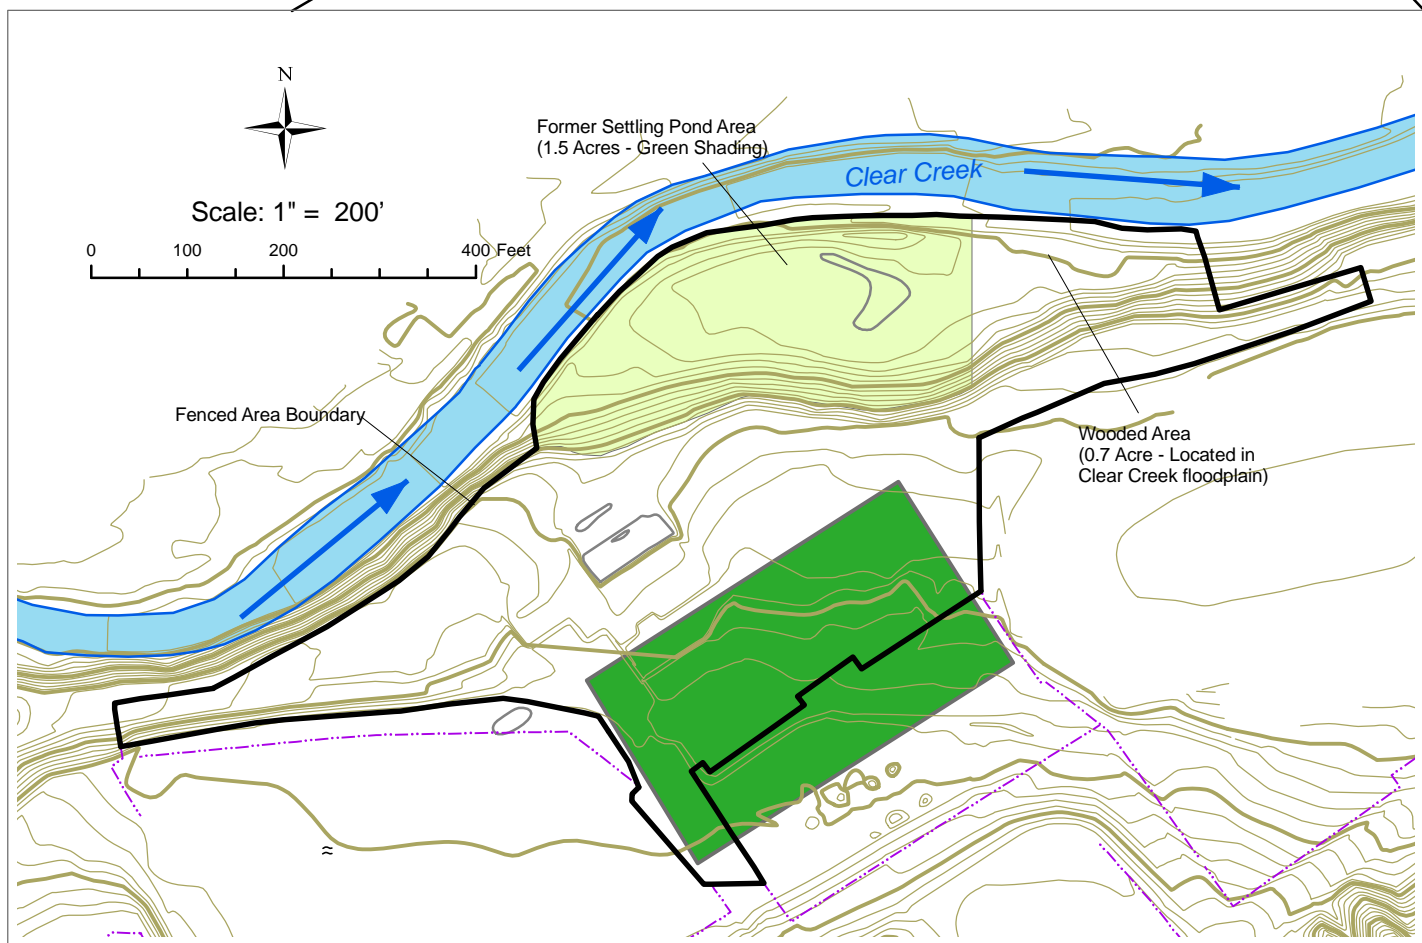 N
Former Settling Pond Area
(1.5 Acres - Green Shading)
Clear Creek
Scale: 1" = 200'
0 100 200 400 Feet
Fenced Area Boundary
Wooded Area
(0.7 Acre - Located in
Clear Creek floodplain)
≈